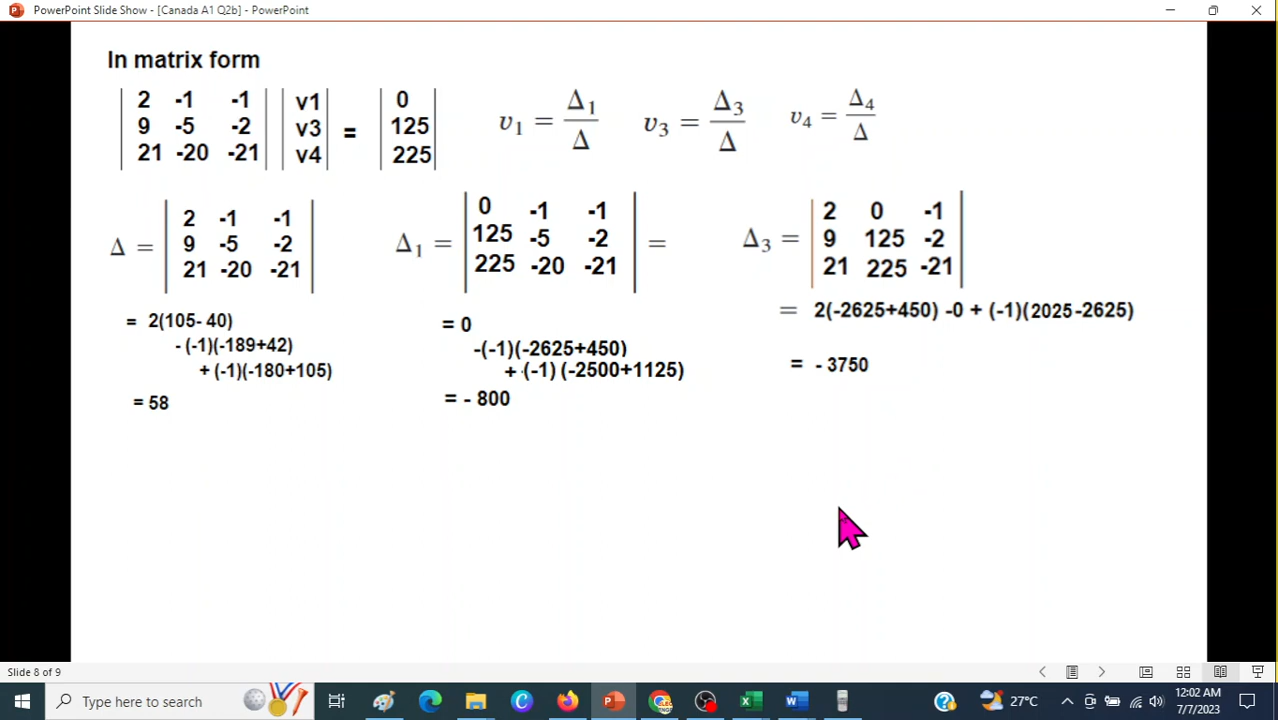 PowerPoint Slide Show - [Canada A1 Q2b] - PowerPoint
In matrix form
2 -1 -1 v1 0
9 -5 -2 v3 = 125
21 -20 -21 v4 225
v₁ = Δ₁/Δ v₃ = Δ₃/Δ v₄ = Δ₄/Δ
Δ =
2 -1 -1
9 -5 -2
21 -20 -21
= 2(105- 40)
- (-1)(-189+42)
+ (-1)(-180+105)
= 58
Δ₁ =
0 -1 -1
125 -5 -2 =
225 -20 -21
= 0
-(-1)(-2625+450)
+ (-1) (-2500+1125)
= - 800
Δ₃ =
2 0 -1
9 125 -2
21 225 -21
= 2(-2625+450) -0 + (-1)(2025-2625)
= - 3750
Slide 8 of 9
Type here to search
27°C
12:02 AM
7/7/2023